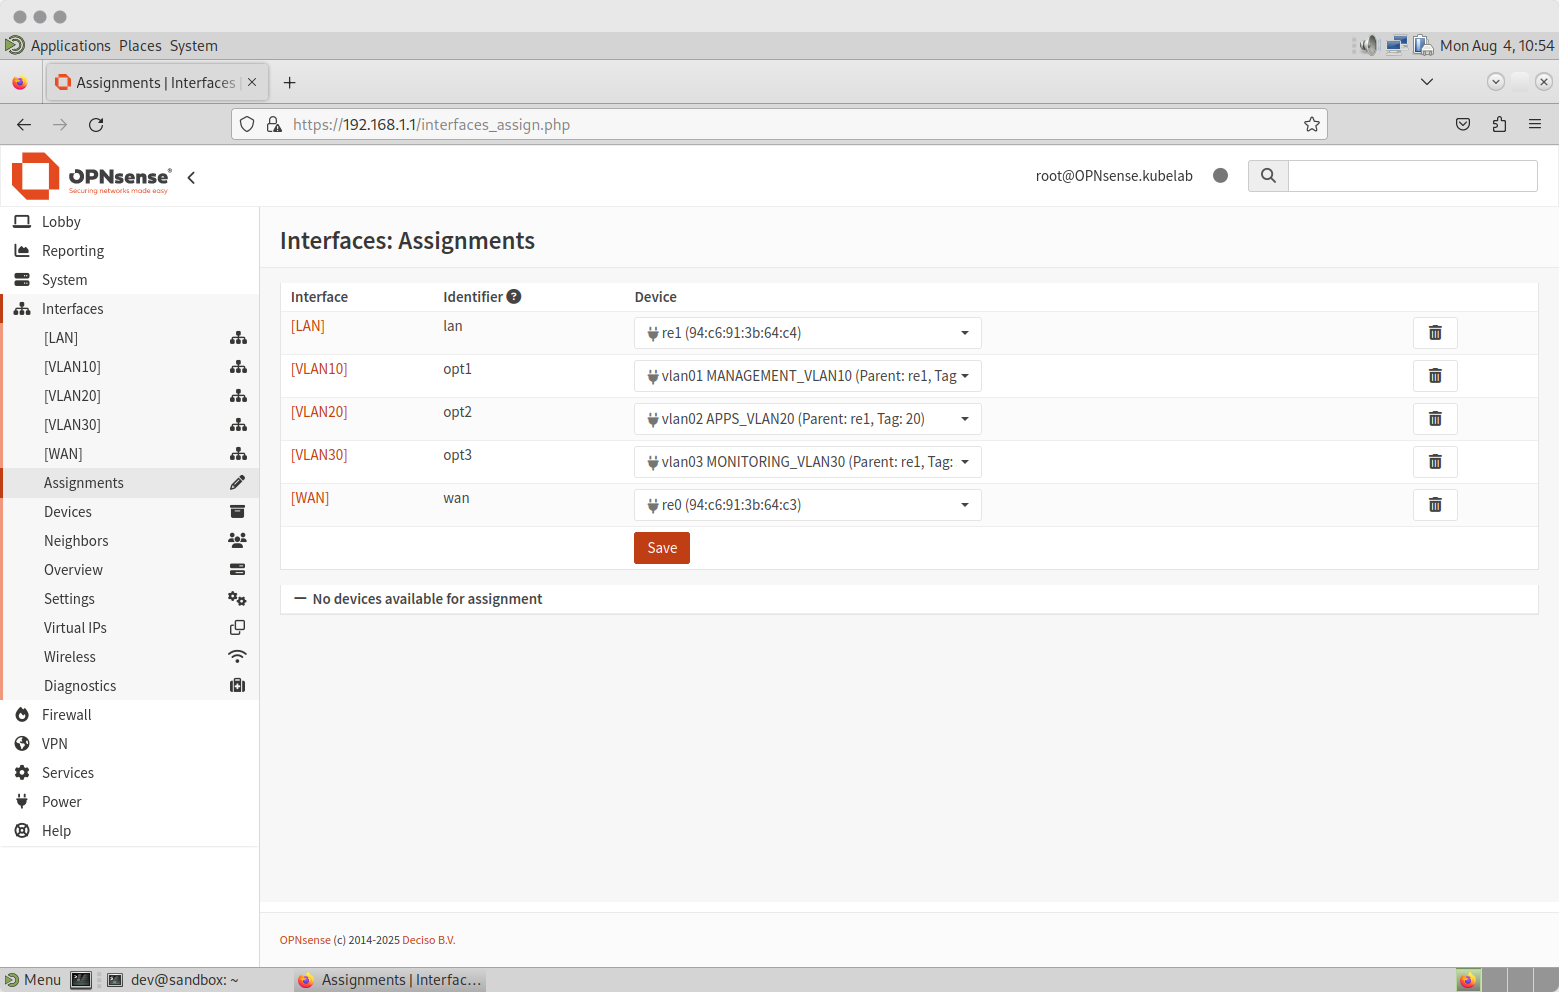 Applications Places System
Mon Aug 4, 10:54
Assignments | Interfaces
https://192.168.1.1/interfaces_assign.php
OPNsense®
Securing networks made easy
root@OPNsense.kubelab
Lobby
Reporting
System
Interfaces
[LAN]
[VLAN10]
[VLAN20]
[VLAN30]
[WAN]
Assignments
Devices
Neighbors
Overview
Settings
Virtual IPs
Wireless
Diagnostics
Firewall
VPN
Services
Power
Help
Interfaces: Assignments
Interface Identifier ? Device
[LAN] lan re1 (94:c6:91:3b:64:c4)
[VLAN10] opt1 vlan01 MANAGEMENT_VLAN10 (Parent: re1, Tag
[VLAN20] opt2 vlan02 APPS_VLAN20 (Parent: re1, Tag: 20)
[VLAN30] opt3 vlan03 MONITORING_VLAN30 (Parent: re1, Tag:
[WAN] wan re0 (94:c6:91:3b:64:c3)
Save
No devices available for assignment
OPNsense (c) 2014-2025 Deciso B.V.
Menu dev@sandbox: ~ Assignments | Interfac...